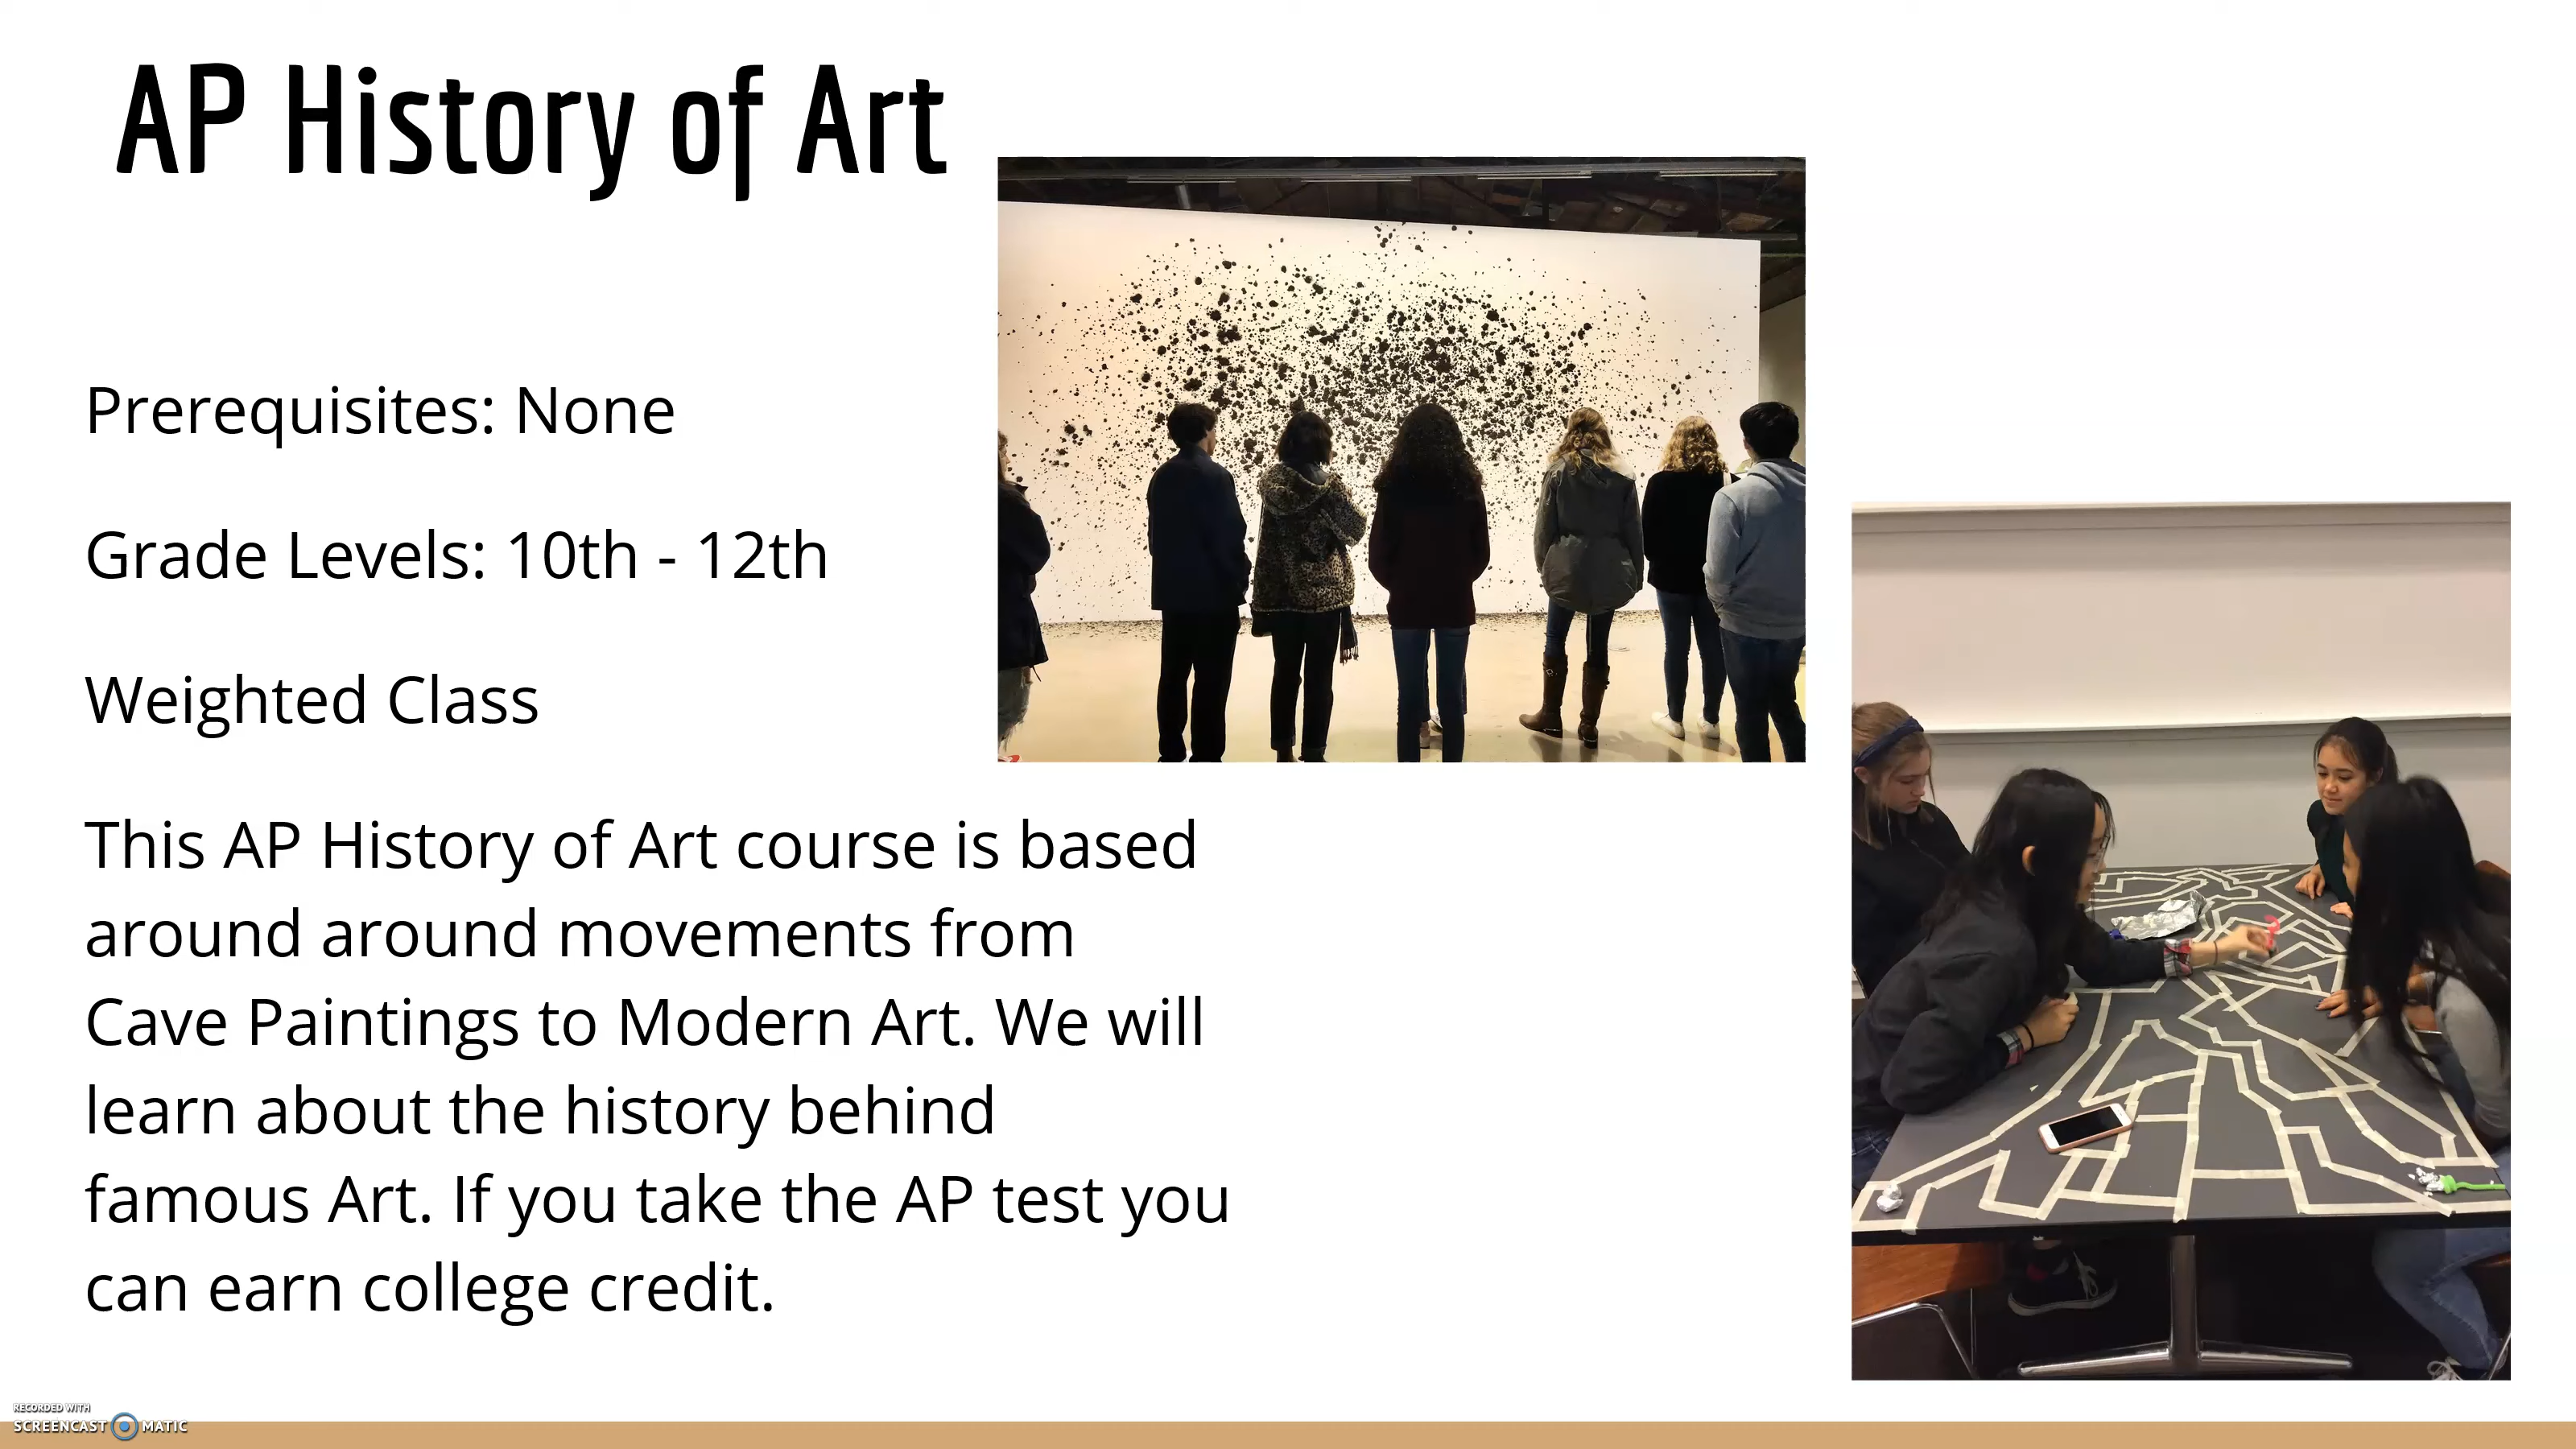 AP History of Art
Prerequisites: None
Grade Levels: 10th - 12th
Weighted Class
This AP History of Art course is based
around around movements from
Cave Paintings to Modern Art. We will
learn about the history behind
famous Art. If you take the AP test you
can earn college credit.
RECORDED WITH
SCREENCAST MATIC